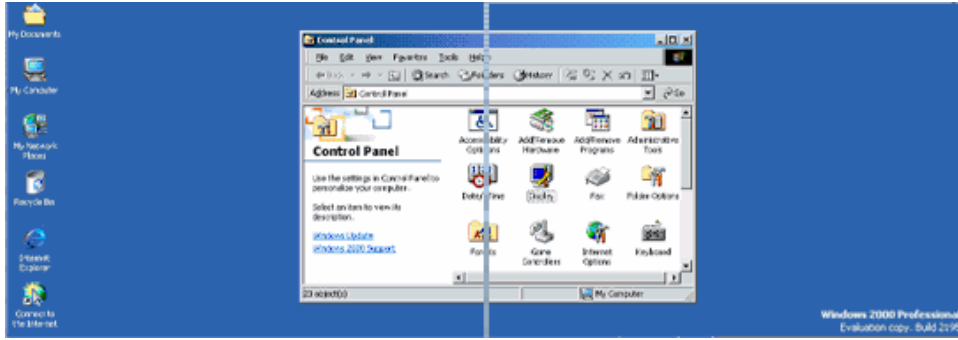 My Documents
My Computer
My Network
Places
Recycle Bin
Internet
Explorer
Connect to
the Internet
Control Panel
File Edit View Favorites Tools Help
Back Search Folders History
Address Control Panel Go
Control Panel
Use the settings in Control Panel to
personalize your computer.
Select an item to view its
description.
Windows Update
Windows 2000 Support
Accessibility
Options
Add/Remove
Hardware
Add/Remove
Programs
Administrative
Tools
Date/Time
Display
Fax
Folder Options
Fonts
Game
Controllers
Internet
Options
Keyboard
23 object(s)
My Computer
Windows 2000 Professional
Evaluation copy. Build 2195